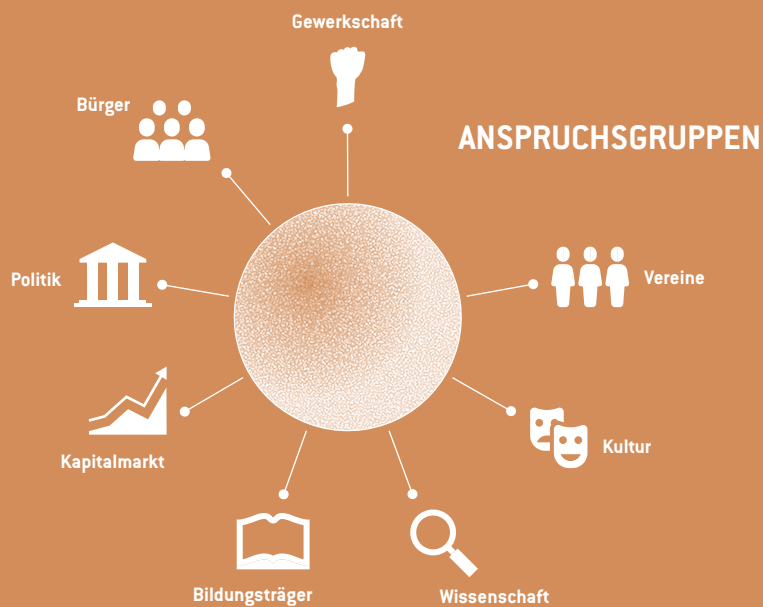 Gewerkschaft
Bürger
ANSPRUCHSGRUPPEN
Politik
Vereine
Kapitalmarkt
Kultur
Bildungsträger
Wissenschaft